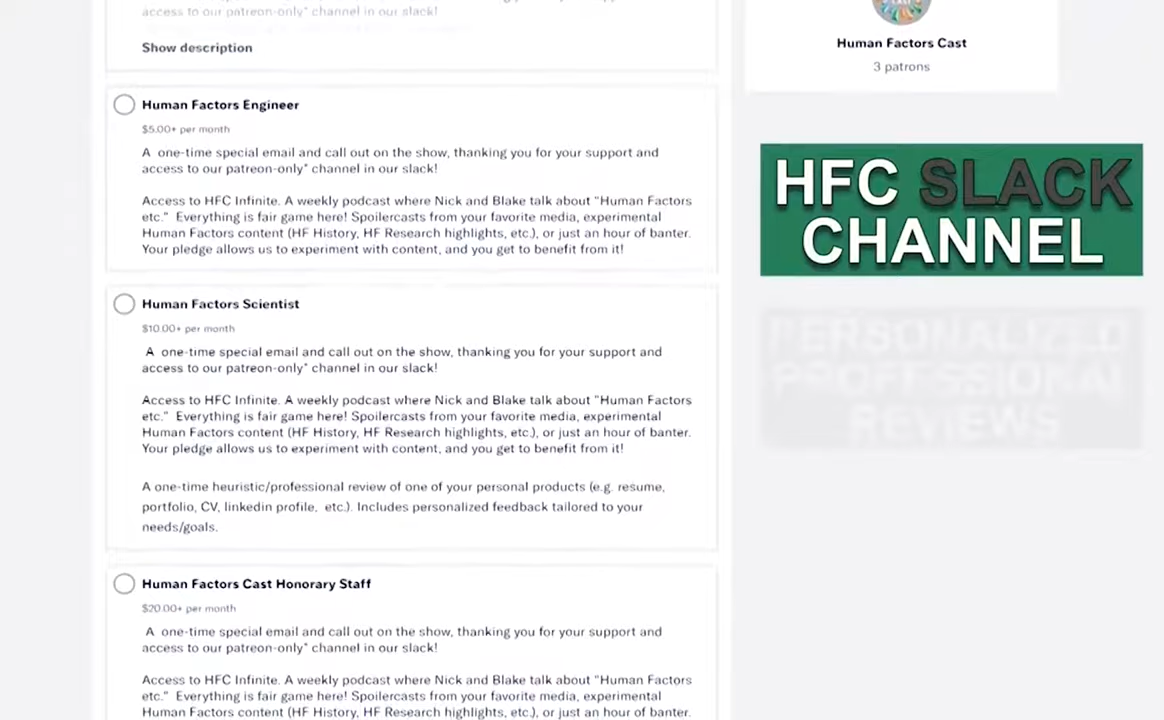 access to our patreon-only* channel in our slack!
Show description
Human Factors Engineer
$5.00+ per month
A one-time special email and call out on the show, thanking you for your support and
access to our patreon-only* channel in our slack!
Access to HFC Infinite. A weekly podcast where Nick and Blake talk about "Human Factors
etc." Everything is fair game here! Spoilercasts from your favorite media, experimental
Human Factors content (HF History, HF Research highlights, etc.), or just an hour of banter.
Your pledge allows us to experiment with content, and you get to benefit from it!
Human Factors Scientist
$10.00+ per month
A one-time special email and call out on the show, thanking you for your support and
access to our patreon-only* channel in our slack!
Access to HFC Infinite. A weekly podcast where Nick and Blake talk about "Human Factors
etc." Everything is fair game here! Spoilercasts from your favorite media, experimental
Human Factors content (HF History, HF Research highlights, etc.), or just an hour of banter.
Your pledge allows us to experiment with content, and you get to benefit from it!
A one-time heuristic/professional review of one of your personal products (e.g. resume,
portfolio, CV, linkedin profile, etc.). Includes personalized feedback tailored to your
needs/goals.
Human Factors Cast Honorary Staff
$20.00+ per month
A one-time special email and call out on the show, thanking you for your support and
access to our patreon-only* channel in our slack!
Access to HFC Infinite. A weekly podcast where Nick and Blake talk about "Human Factors
etc." Everything is fair game here! Spoilercasts from your favorite media, experimental
Human Factors content (HF History, HF Research highlights, etc.), or just an hour of banter.
Human Factors Cast
3 patrons
HFC SLACK
CHANNEL
PERSONALIZED
PROFESSIONAL
REVIEWS